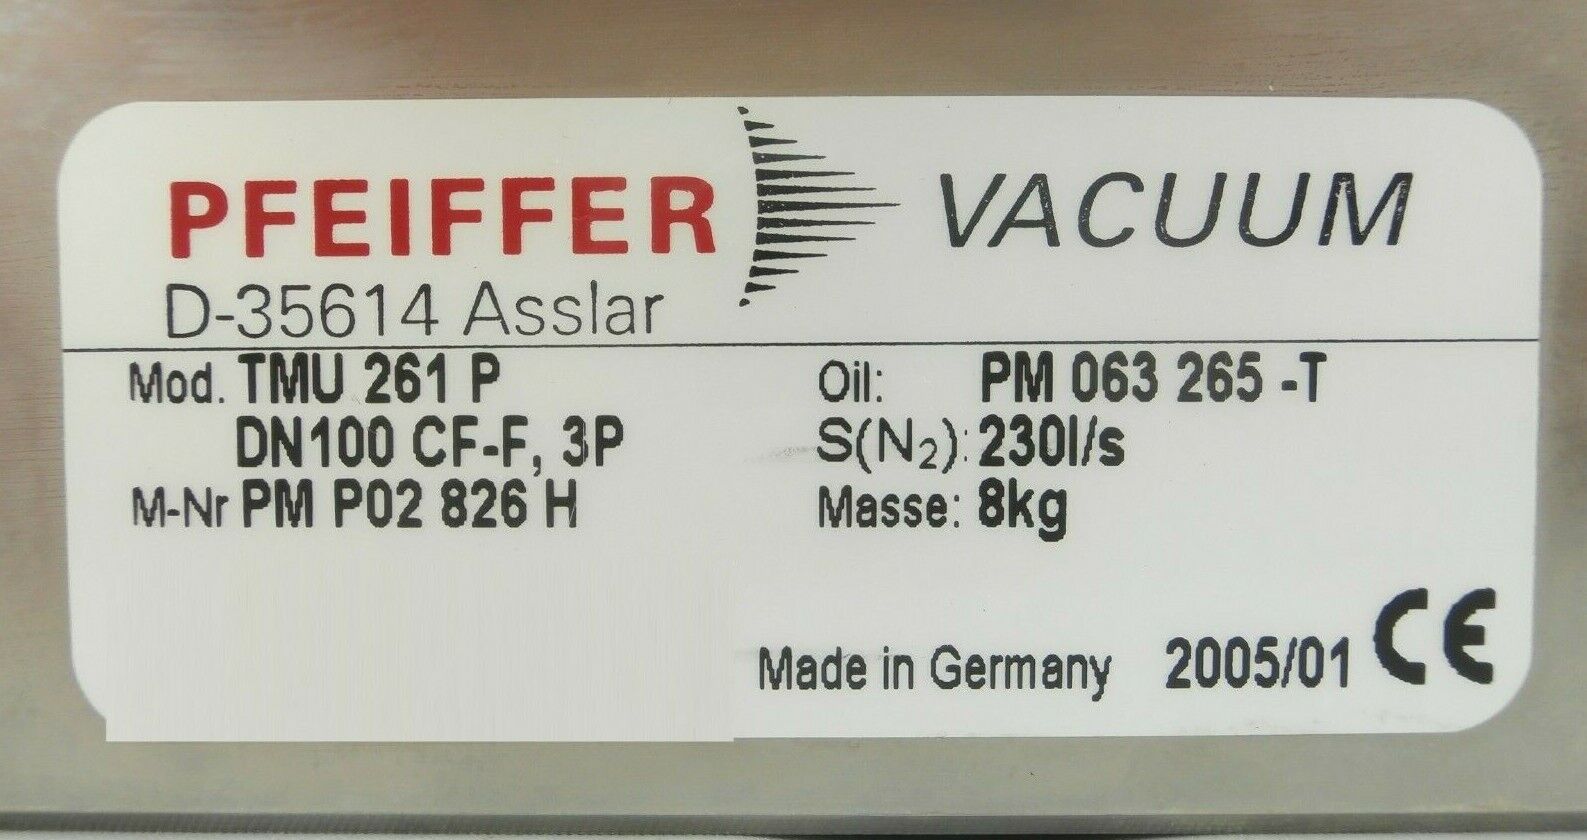 PFEIFFER VACUUM
D-35614 Asslar
Mod. TMU 261 P
DN100 CF-F, 3P
M-Nr PM P02 826 H
Oil: PM 063 265 -T
S(N₂): 230l/s
Masse: 8kg
Made in Germany 2005/01 CE